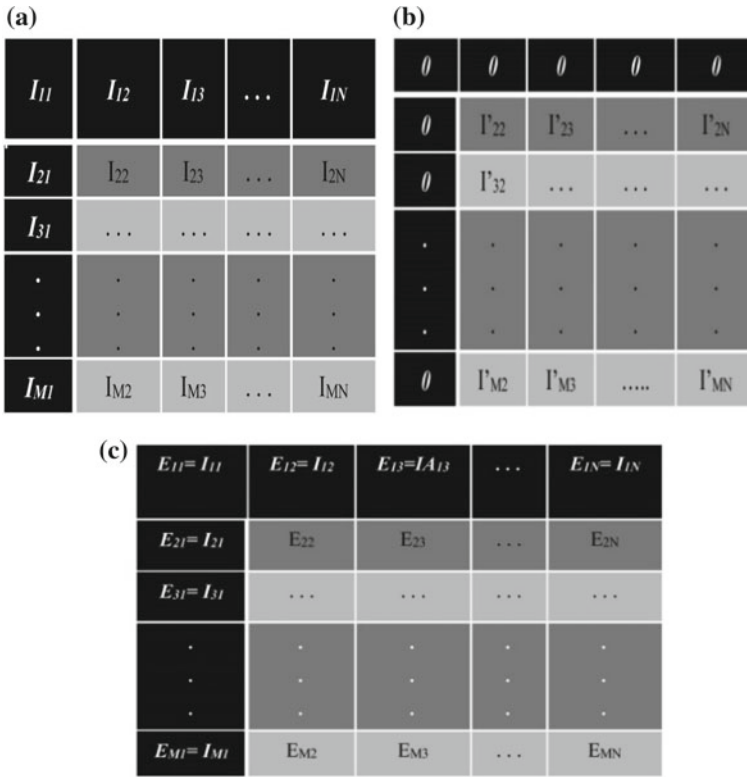 (a)
I11 I12 I13 ... I1N
I21 I22 I23 ... I2N
I31 ... ... ... ...
. . . . .
. . . . .
. . . . .
IM1 IM2 IM3 ... IMN
(b)
0 0 0 0 0
0 I'22 I'23 ... I'2N
0 I'32 ... ... ...
. . . . .
. . . . .
. . . . .
0 I'M2 I'M3 ..... I'MN
(c)
E11= I11 E12= I12 E13=IA13 ... E1N= I1N
E21= I21 E22 E23 ... E2N
E31= I31 ... ... ... ...
. . . . .
. . . . .
. . . . .
EM1= IM1 EM2 EM3 ... EMN